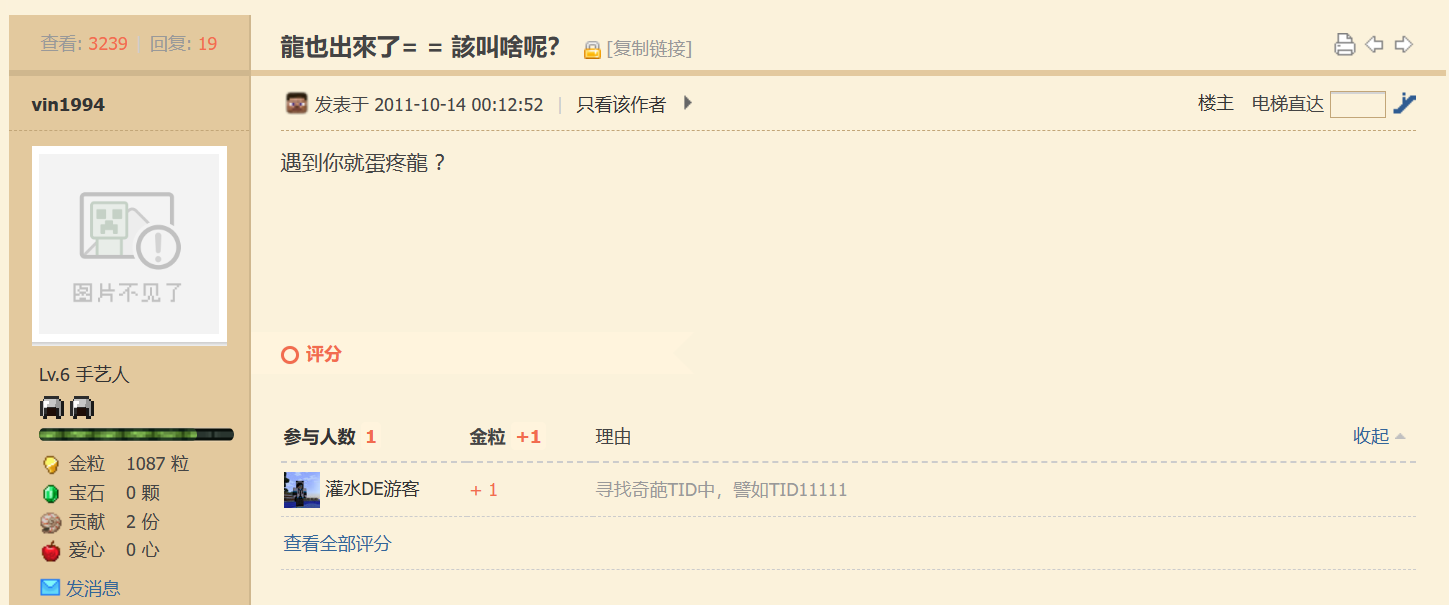 查看: 3239 回复: 19
龍也出來了= = 該叫啥呢? [复制链接]
vin1994
发表于 2011-10-14 00:12:52 | 只看该作者
楼主 电梯直达
遇到你就蛋疼龍？
图片不见了
Lv.6 手艺人
金粒 1087 粒
宝石 0 颗
贡献 2 份
爱心 0 心
发消息
评分
参与人数 1 金粒 +1 理由 收起
灌水DE游客 + 1 寻找奇葩TID中，譬如TID11111
查看全部评分